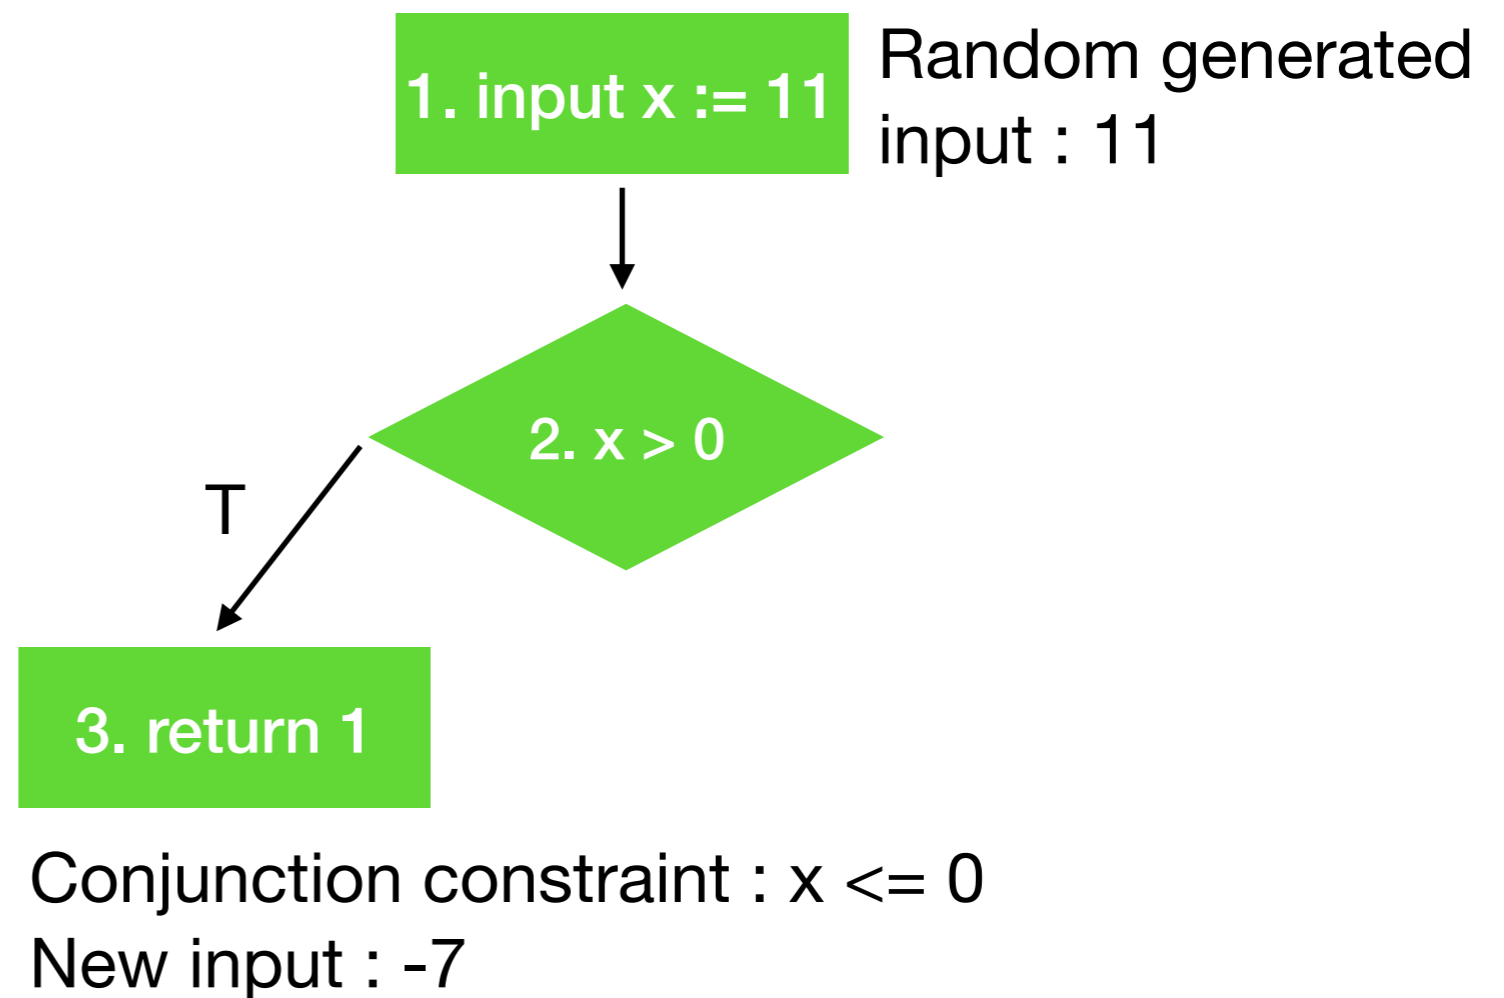 1. input x := 11
Random generated
input : 11
2. x > 0
T
3. return 1
Conjunction constraint : x <= 0
New input : -7